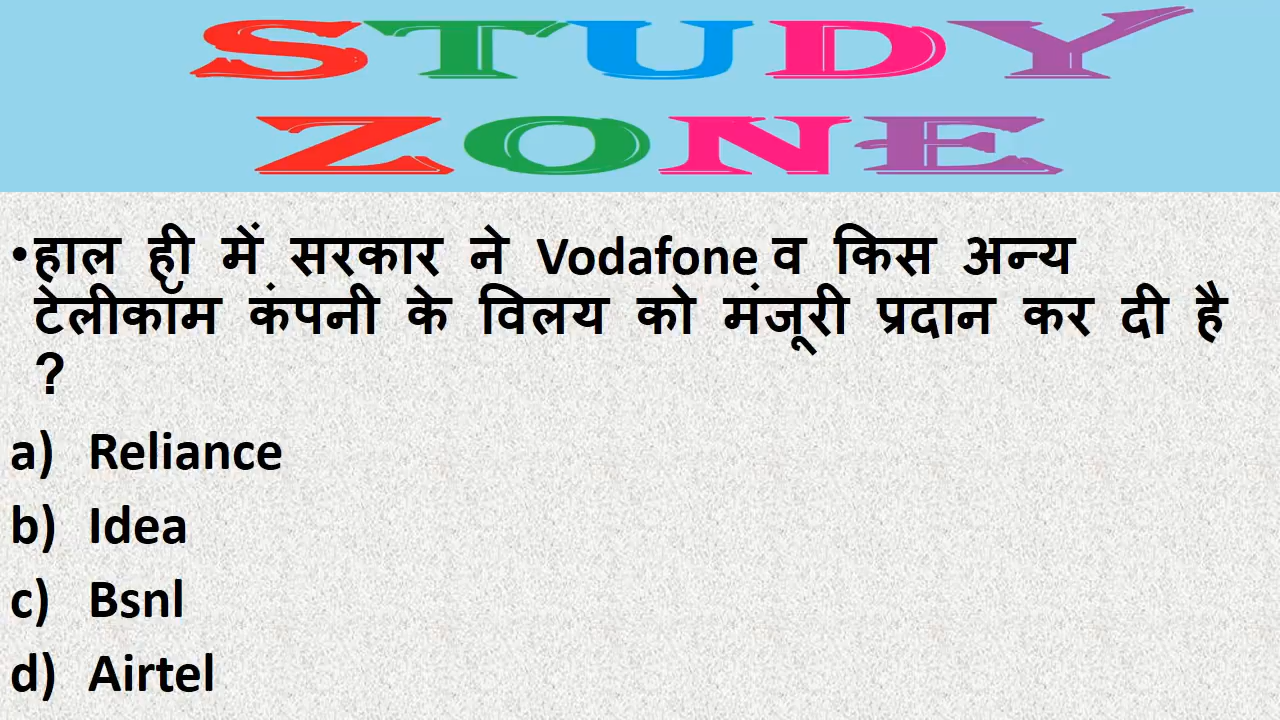 STUDY
ZONE
•हाल ही में सरकार ने Vodafone व किस अन्य
टेलीकॉम कंपनी के विलय को मंजूरी प्रदान कर दी है
?
a) Reliance
b) Idea
c) Bsnl
d) Airtel